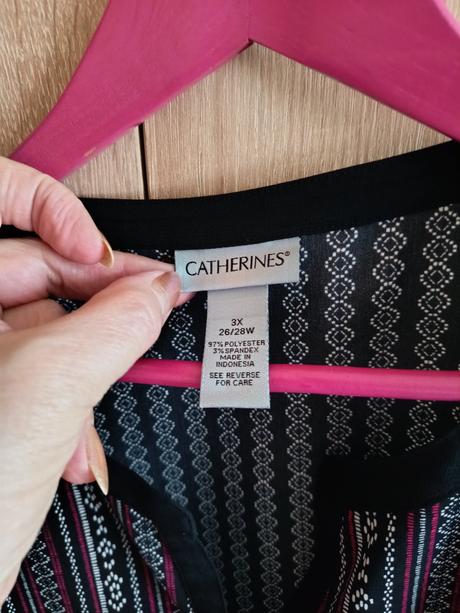 CATHERINES®
3X
26/28W
97% POLYESTER
3% SPANDEX
MADE IN
INDONESIA
SEE REVERSE
FOR CARE